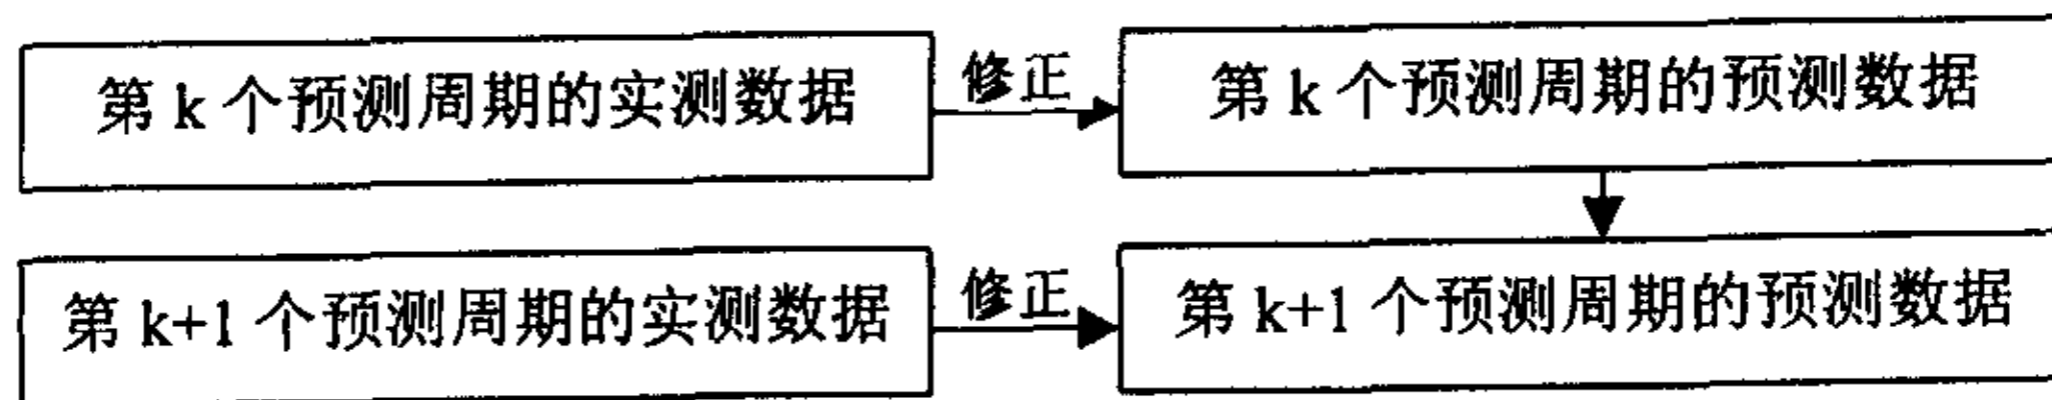 第 k 个预测周期的实测数据
修正
第 k 个预测周期的预测数据
第 k+1 个预测周期的实测数据
修正
第 k+1 个预测周期的预测数据